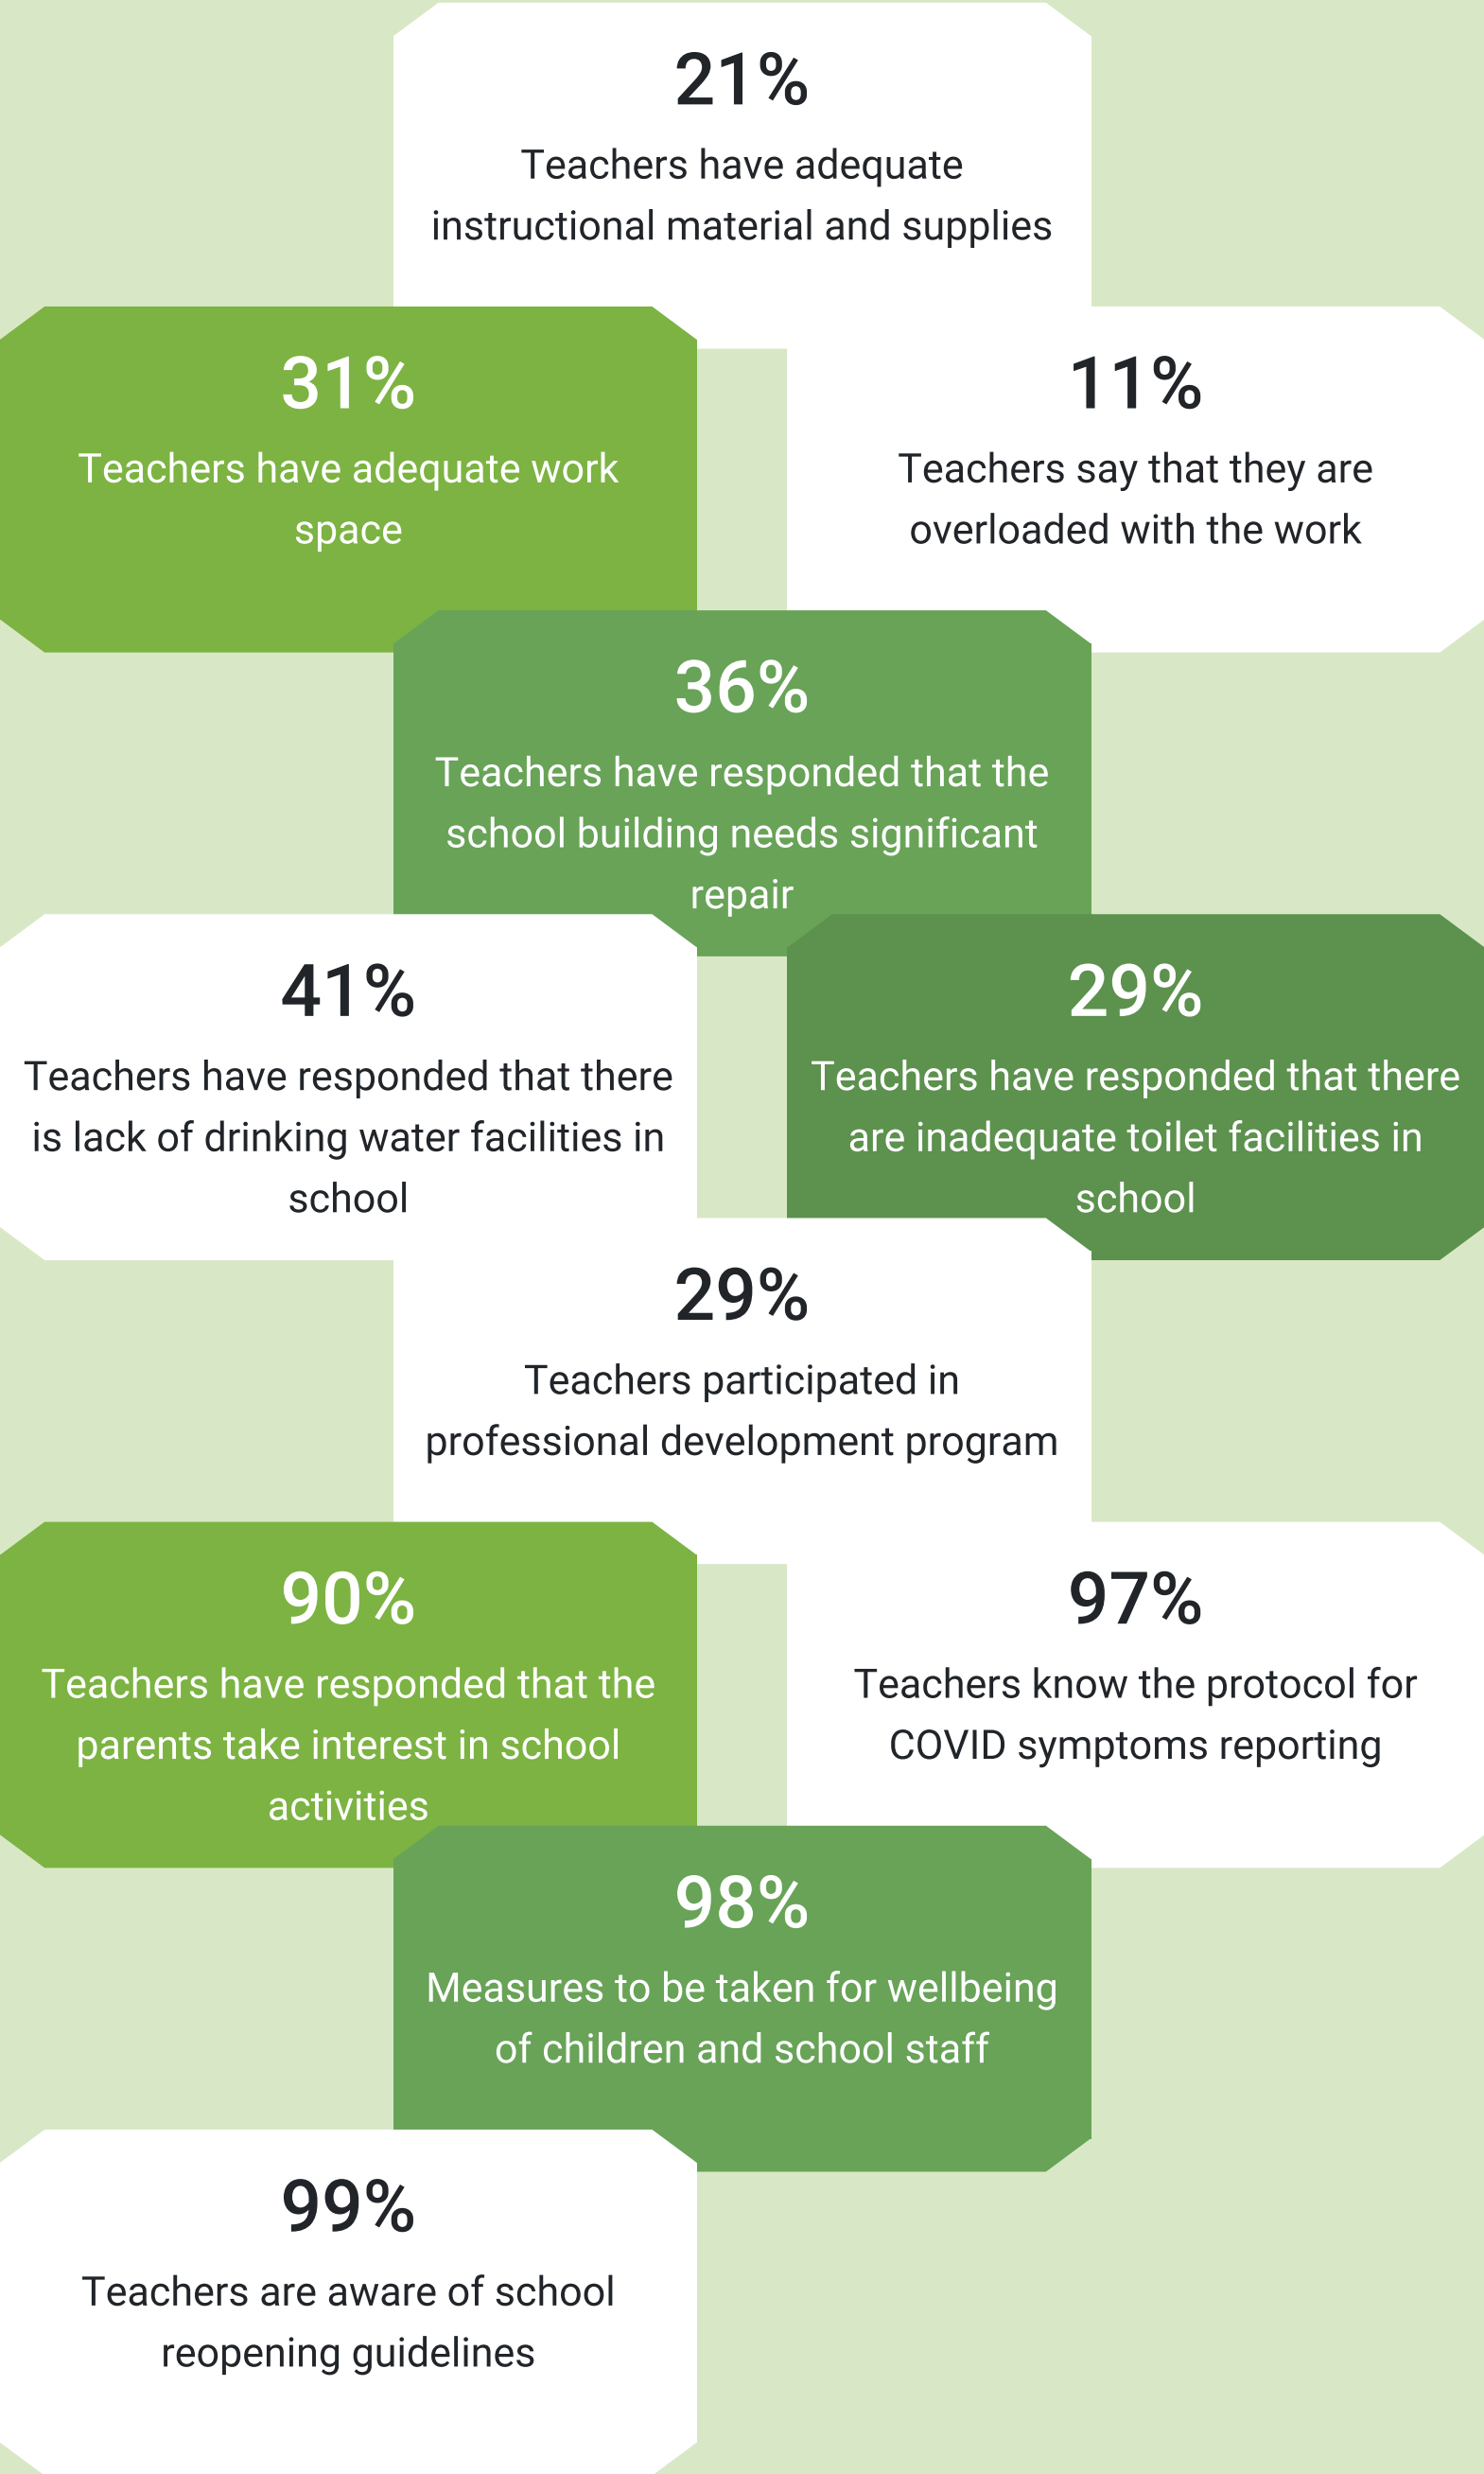 21%
Teachers have adequate
instructional material and supplies
31%
Teachers have adequate work
space
11%
Teachers say that they are
overloaded with the work
36%
Teachers have responded that the
school building needs significant
repair
41%
Teachers have responded that there
is lack of drinking water facilities in
school
29%
Teachers have responded that there
are inadequate toilet facilities in
school
29%
Teachers participated in
professional development program
90%
Teachers have responded that the
parents take interest in school
activities
97%
Teachers know the protocol for
COVID symptoms reporting
98%
Measures to be taken for wellbeing
of children and school staff
99%
Teachers are aware of school
reopening guidelines